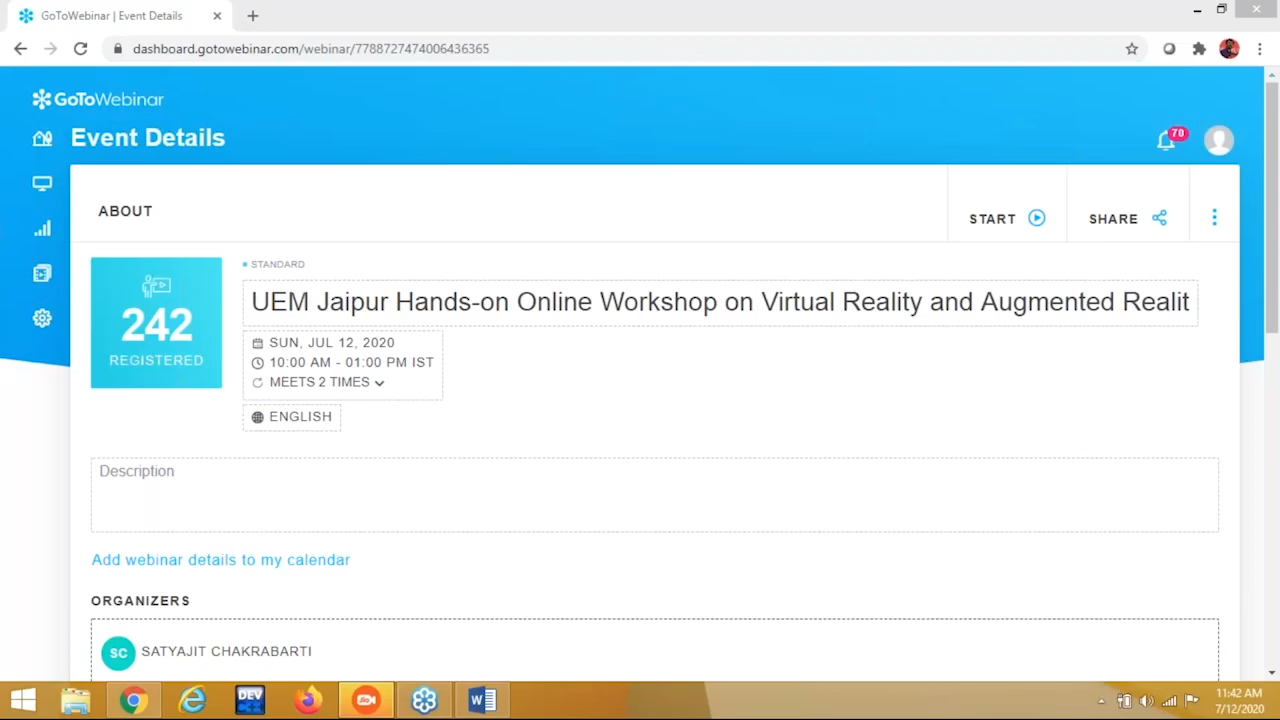 GoToWebinar | Event Details
dashboard.gotowebinar.com/webinar/7788727474006436365
GoToWebinar
Event Details
70
ABOUT
START
SHARE
242
REGISTERED
STANDARD
UEM Jaipur Hands-on Online Workshop on Virtual Reality and Augmented Realit
SUN, JUL 12, 2020
10:00 AM - 01:00 PM IST
MEETS 2 TIMES
ENGLISH
Description
Add webinar details to my calendar
ORGANIZERS
SC
SATYAJIT CHAKRABARTI
DEV
11:42 AM
7/12/2020